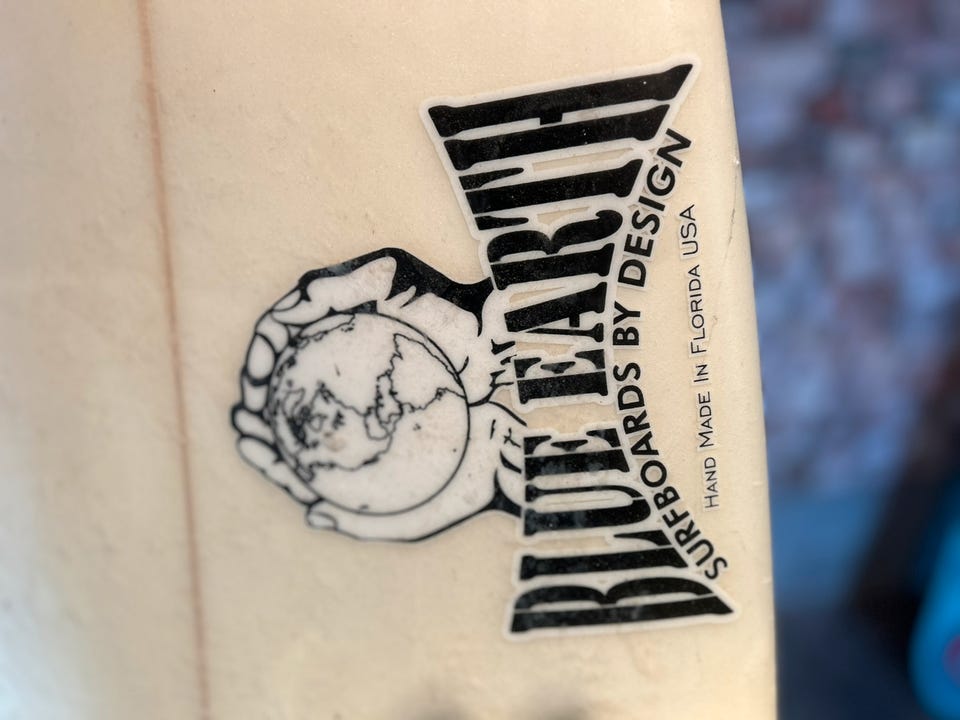 BLUE EARTH
SURFBOARDS BY DESIGN
HAND MADE IN FLORIDA USA